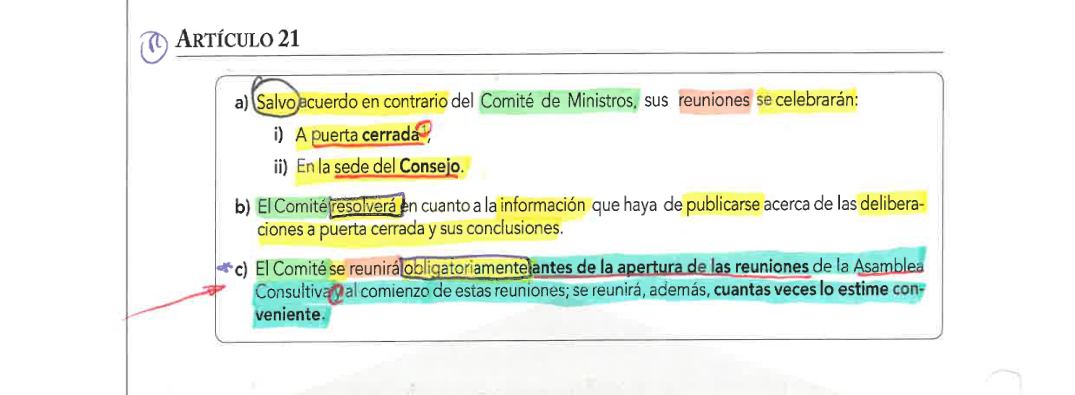 ARTÍCULO 21
a) Salvo acuerdo en contrario del Comité de Ministros, sus reuniones se celebrarán:
i) A puerta cerrada¹,
ii) En la sede del Consejo.
b) El Comité resolverá en cuanto a la información que haya de publicarse acerca de las delibera-
ciones a puerta cerrada y sus conclusiones.
c) El Comité se reunirá obligatoriamente antes de la apertura de las reuniones de la Asamblea
Consultiva y al comienzo de estas reuniones; se reunirá, además, cuantas veces lo estime con-
veniente.